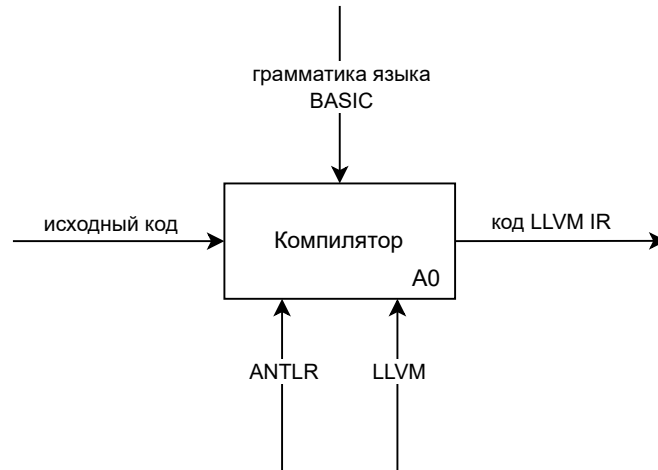 грамматика языка
BASIC
исходный код
Компилятор
код LLVM IR
A0
ANTLR
LLVM